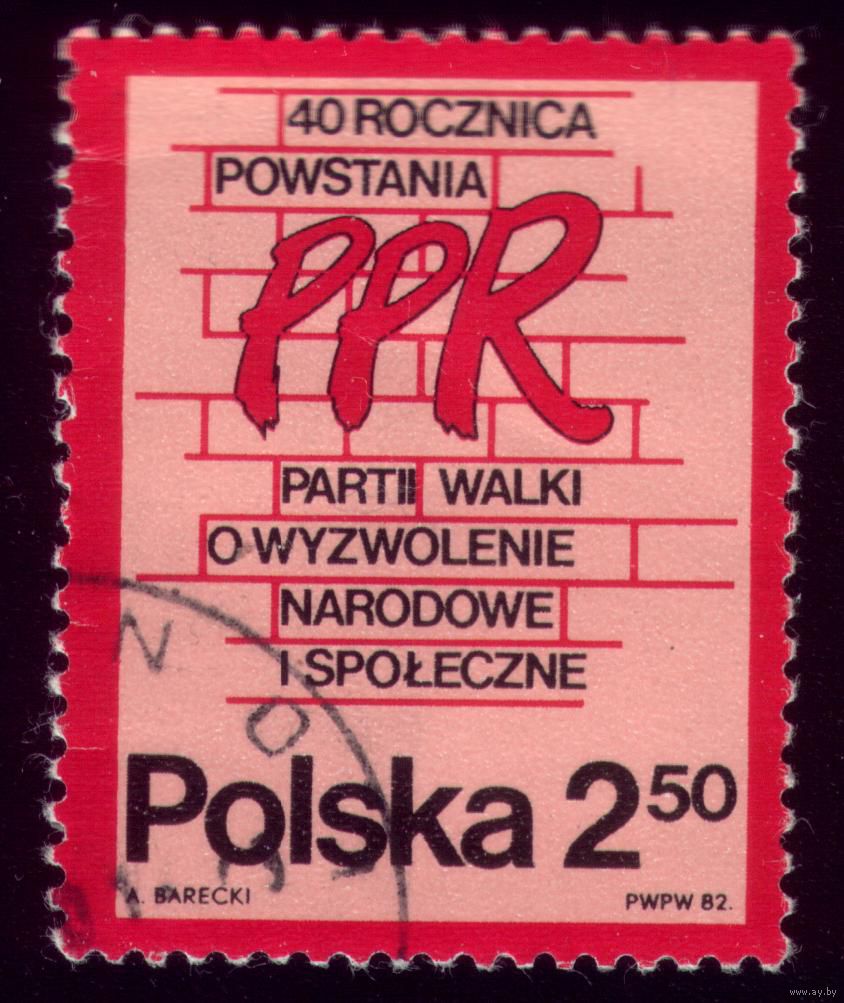 40 ROCZNICA
POWSTANIA
PPR
PARTII WALKI
O WYZWOLENIE
NARODOWE
I SPOŁECZNE
Polska 2 50
A. BARECKI
PWPW 82.
www.ay.by